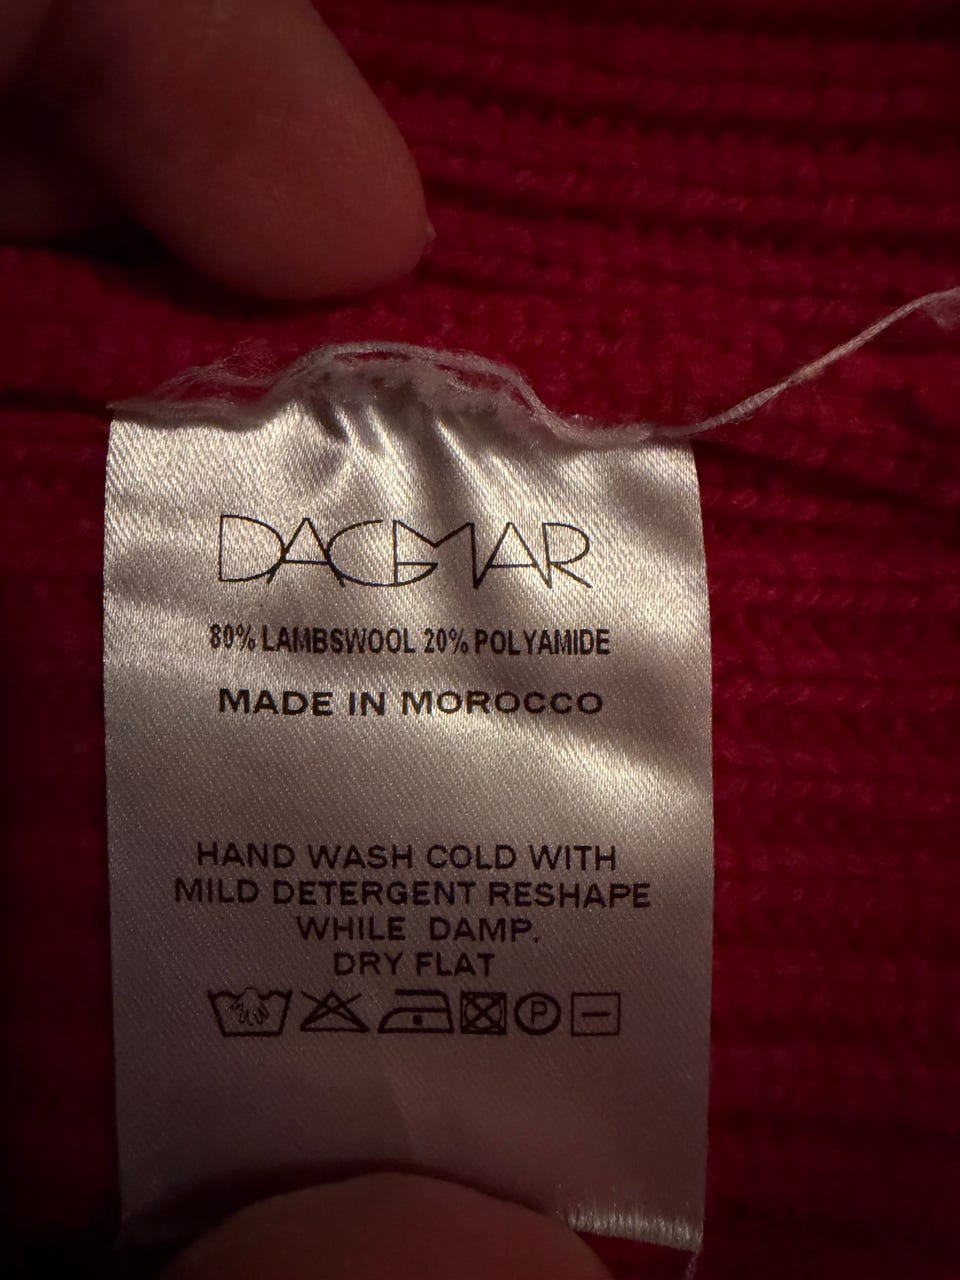 DAGMAR
80% LAMBSWOOL 20% POLYAMIDE
MADE IN MOROCCO
HAND WASH COLD WITH
MILD DETERGENT RESHAPE
WHILE DAMP.
DRY FLAT
P